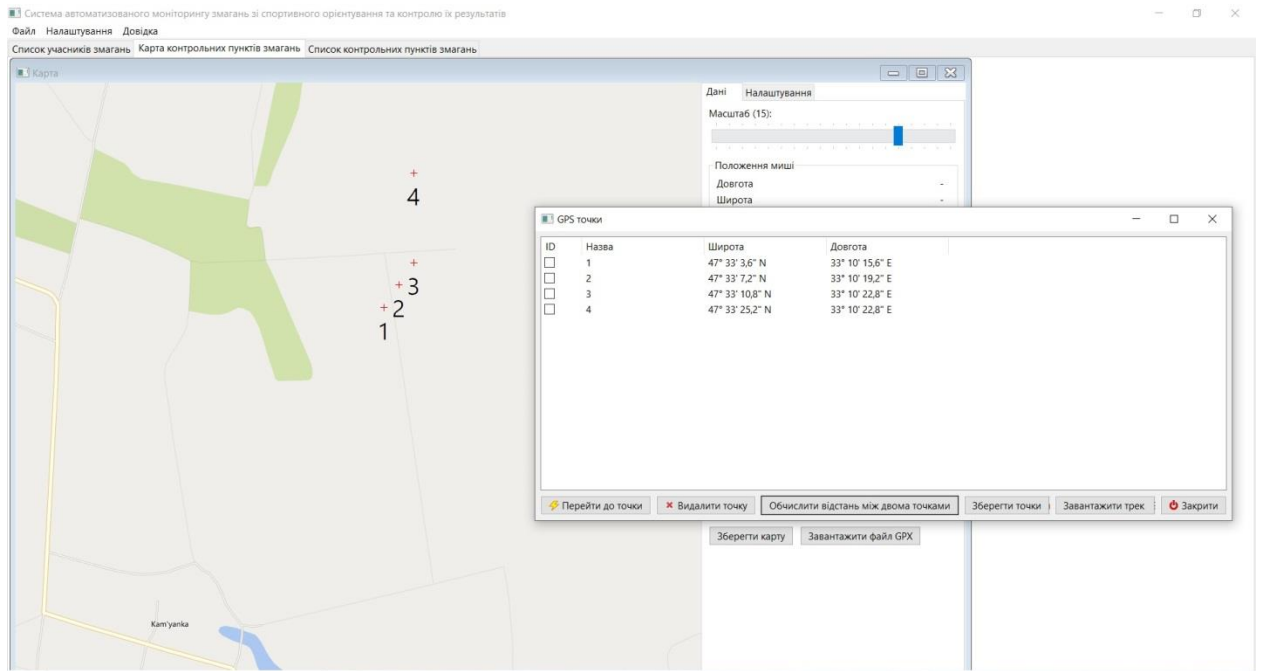 Система автоматизованого моніторингу змагань зі спортивного орієнтування та контролю їх результатів
Файл Налаштування Довідка
Список учасників змагань Карта контрольних пунктів змагань Список контрольних пунктів змагань
Карта
Дані Налаштування
Масштаб (15):
Положення миші
Довгота -
Широта -
4
3
2
1
Kam'yanka
GPS точки
ID Назва Широта Довгота
1 47° 33' 3,6" N 33° 10' 15,6" E
2 47° 33' 7,2" N 33° 10' 19,2" E
3 47° 33' 10,8" N 33° 10' 22,8" E
4 47° 33' 25,2" N 33° 10' 22,8" E
Перейти до точки Видалити точку Обчислити відстань між двома точками Зберегти точки Завантажити трек Закрити
Зберегти карту Завантажити файл GPX